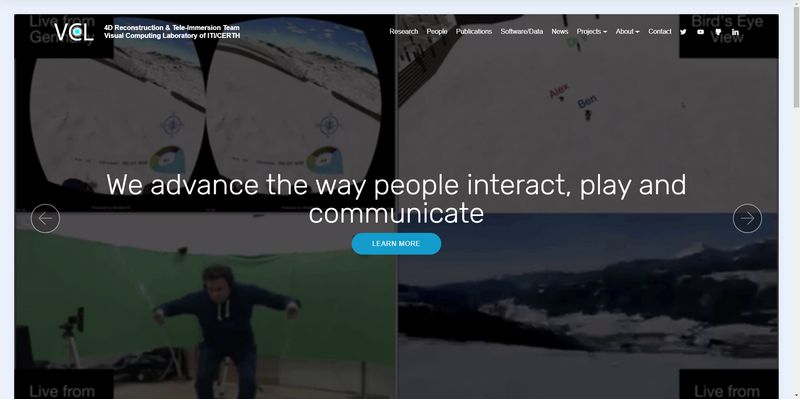 Live from
Germany
VCL
4D Reconstruction & Tele-Immersion Team
Visual Computing Laboratory of ITI/CERTH
Research People Publications Software/Data News Projects About Contact
Bird's Eye
View
Alex
Ben
We advance the way people interact, play and
communicate
LEARN MORE
Live from
Live from